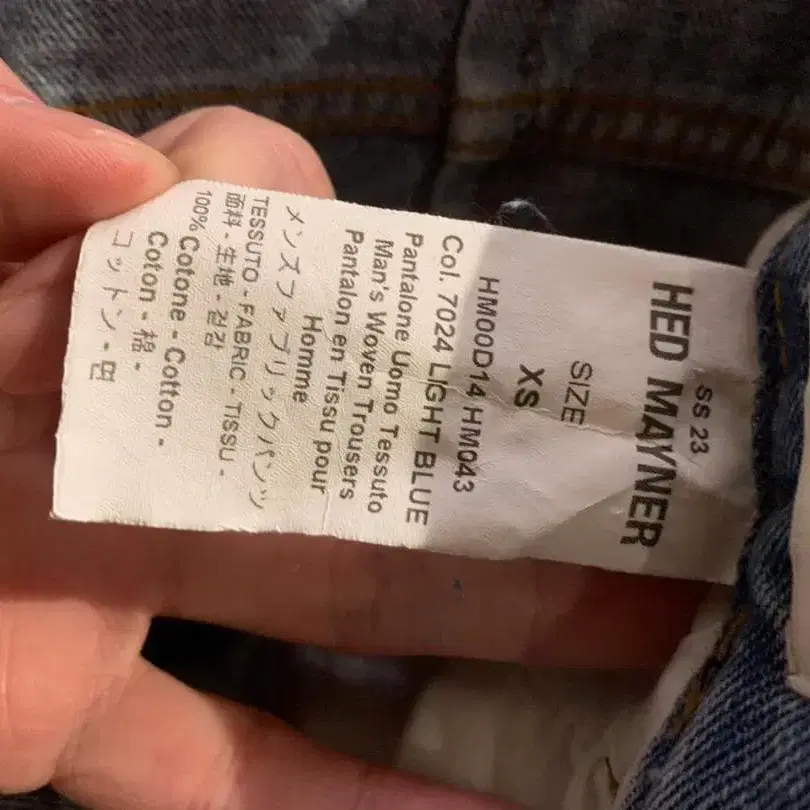 SS 23
HED MAYNER
SIZE
XS
HM00D14 HM043
Col. 7024 LIGHT BLUE
Pantalone Uomo Tessuto
Man's Woven Trousers
Pantalon en Tissu pour
Homme
メンズファブリックパンツ
TESSUTO - FABRIC - TISSU -
面料 - 生地 - 겉감
100% Cotone - Cotton -
Coton - 棉 -
コットン - 면